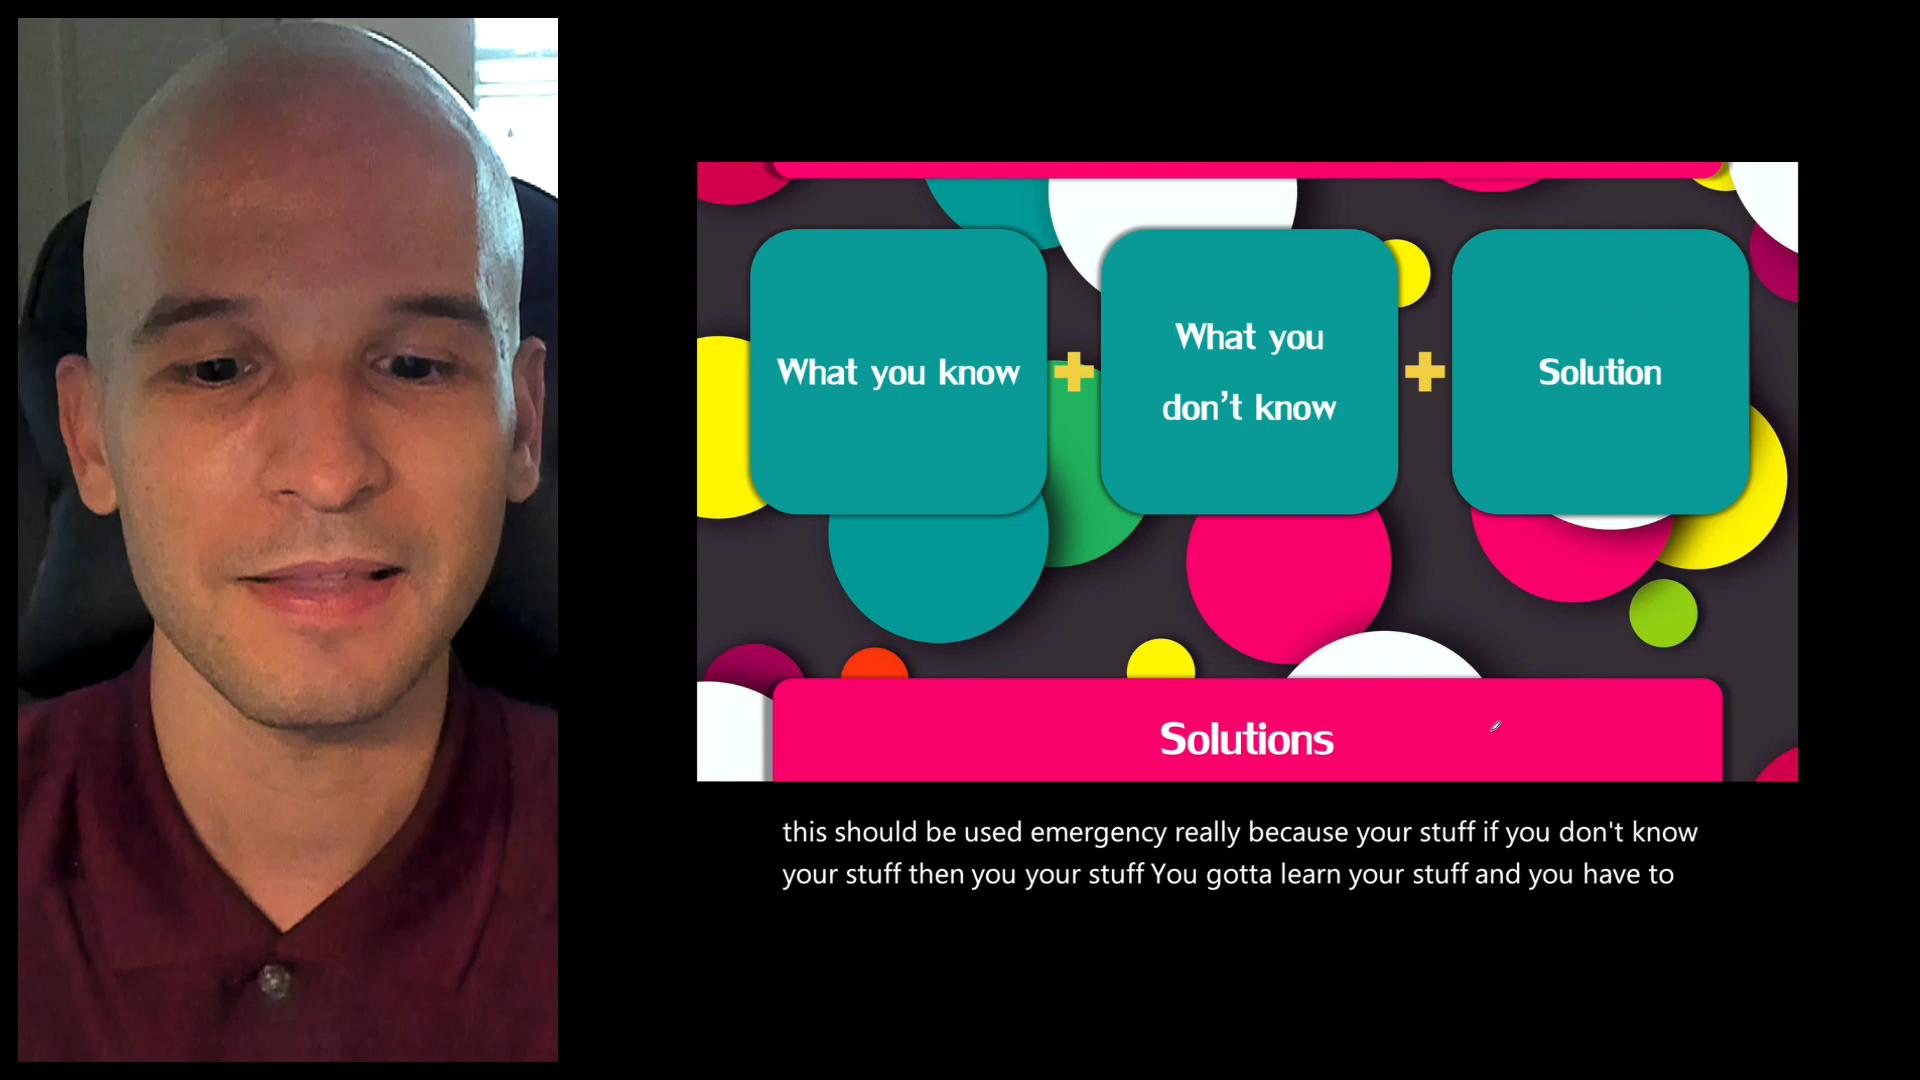 What you know
What you
don’t know
Solution
Solutions
this should be used emergency really because your stuff if you don't know
your stuff then you your stuff You gotta learn your stuff and you have to